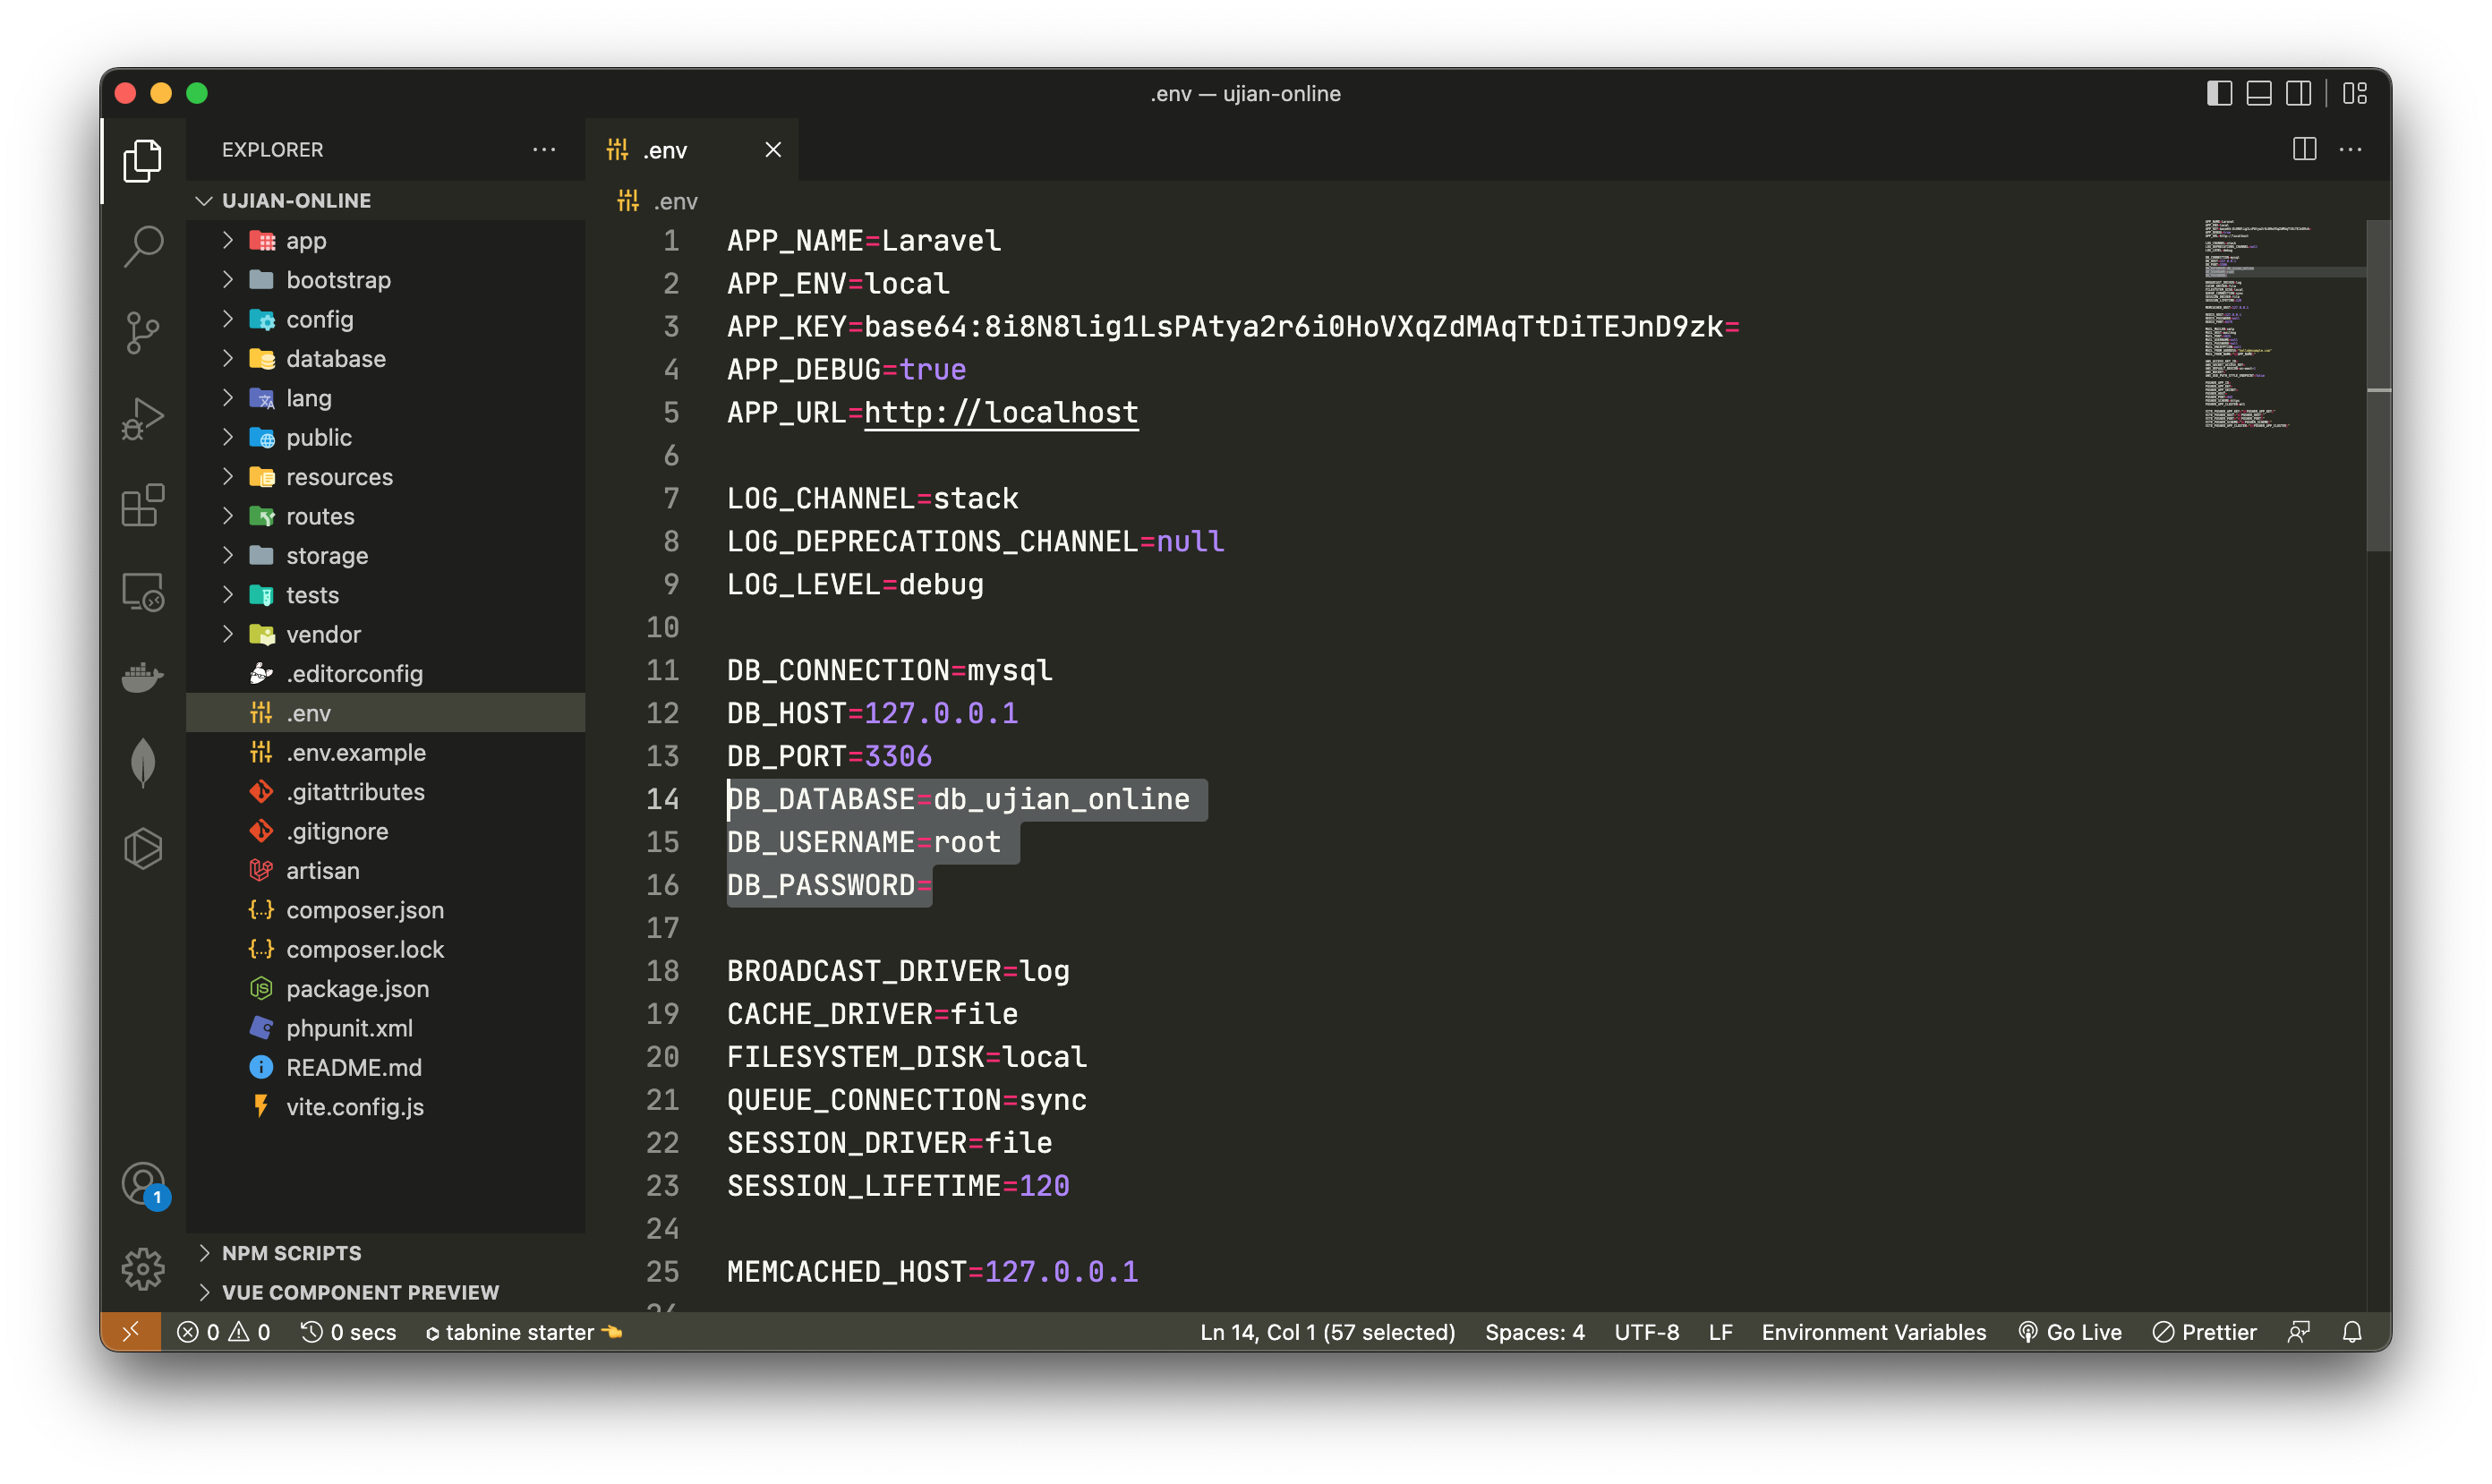 .env — ujian-online
EXPLORER
.env
UJIAN-ONLINE
app
bootstrap
config
database
lang
public
resources
routes
storage
tests
vendor
.editorconfig
.env
.env.example
.gitattributes
.gitignore
artisan
composer.json
composer.lock
package.json
phpunit.xml
README.md
vite.config.js
NPM SCRIPTS
VUE COMPONENT PREVIEW
1
.env
1 APP_NAME=Laravel
2 APP_ENV=local
3 APP_KEY=base64:8i8N8lig1LsPAtya2r6i0HoVXqZdMAqTtDiTEJnD9zk=
4 APP_DEBUG=true
5 APP_URL=http://localhost
6
7 LOG_CHANNEL=stack
8 LOG_DEPRECATIONS_CHANNEL=null
9 LOG_LEVEL=debug
10
11 DB_CONNECTION=mysql
12 DB_HOST=127.0.0.1
13 DB_PORT=3306
14 DB_DATABASE=db_ujian_online
15 DB_USERNAME=root
16 DB_PASSWORD=
17
18 BROADCAST_DRIVER=log
19 CACHE_DRIVER=file
20 FILESYSTEM_DISK=local
21 QUEUE_CONNECTION=sync
22 SESSION_DRIVER=file
23 SESSION_LIFETIME=120
24
25 MEMCACHED_HOST=127.0.0.1
0 0 0 secs tabnine starter Ln 14, Col 1 (57 selected) Spaces: 4 UTF-8 LF Environment Variables Go Live Prettier